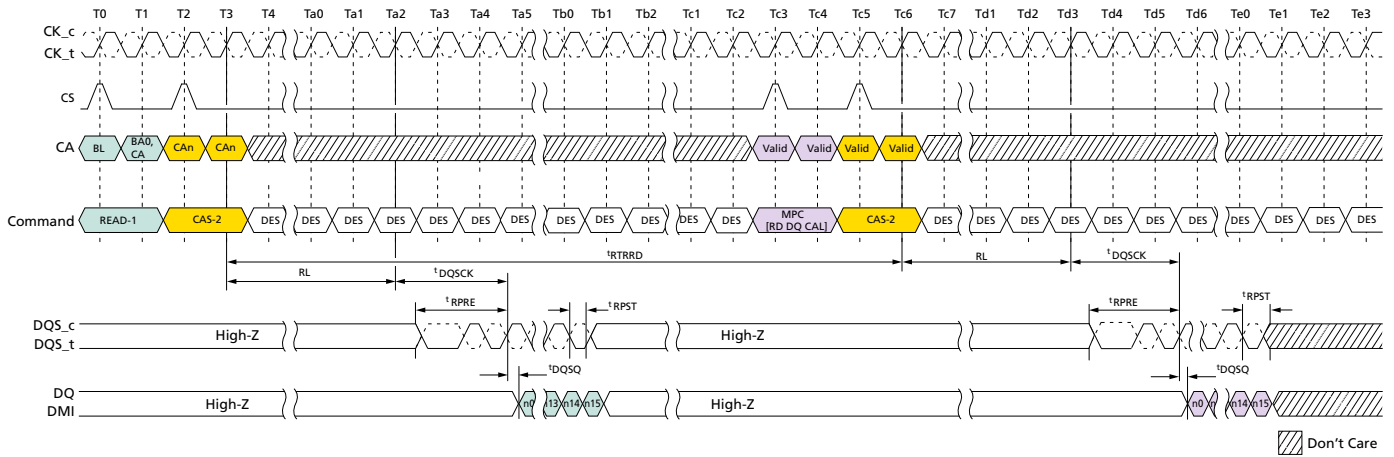 T0 T1 T2 T3 T4 Ta0 Ta1 Ta2 Ta3 Ta4 Ta5 Tb0 Tb1 Tb2 Tc1 Tc2 Tc3 Tc4 Tc5 Tc6 Tc7 Td1 Td2 Td3 Td4 Td5 Td6 Te0 Te1 Te2 Te3
CK_c
CK_t
CS
CA BL BA0, CA CAn CAn Valid Valid Valid Valid
Command READ-1 CAS-2 DES DES DES DES DES DES DES DES DES DES DES DES MPC [RD DQ CAL] CAS-2 DES DES DES DES DES DES DES DES DES DES DES
tRTRRD
RL tDQSCK RL tDQSCK
tRPRE tRPST tRPRE tRPST
DQS_c
DQS_t
High-Z High-Z
tDQSQ tDQSQ
DQ
DMI
High-Z n0 n13 n14 n15 High-Z n0 n14 n15
Don't Care